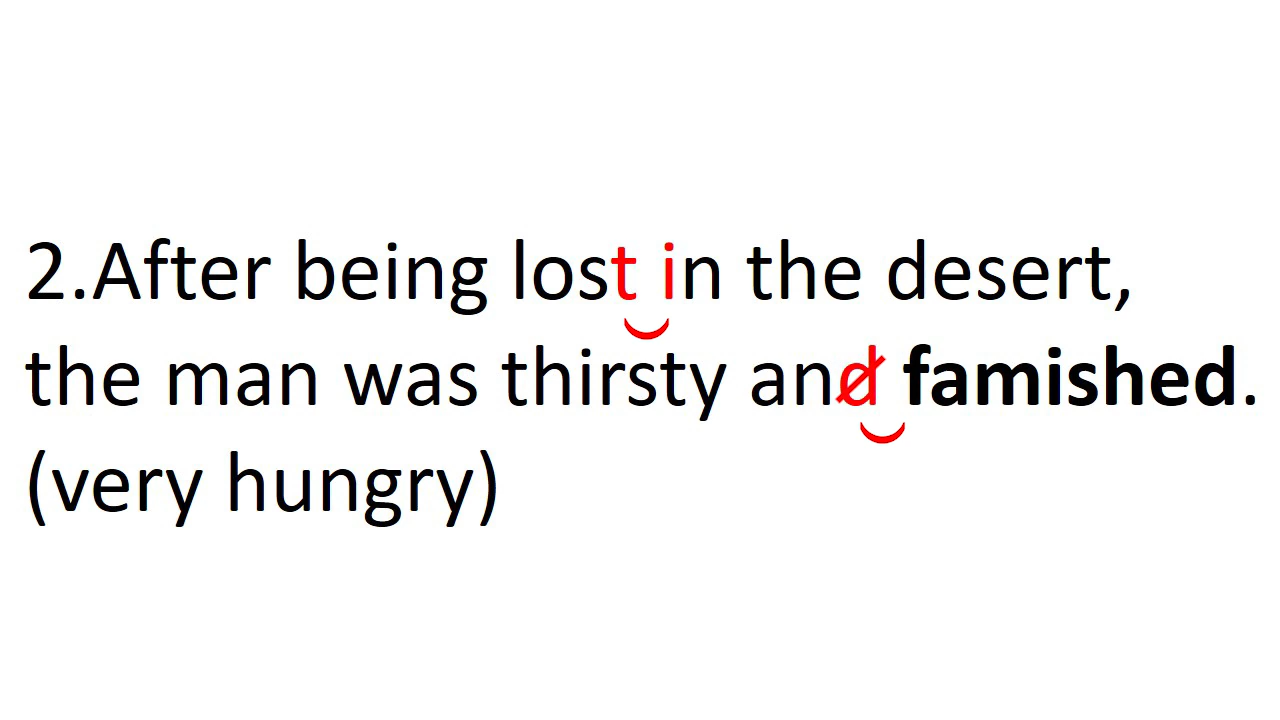 2.After being lost in the desert,
the man was thirsty and famished.
(very hungry)